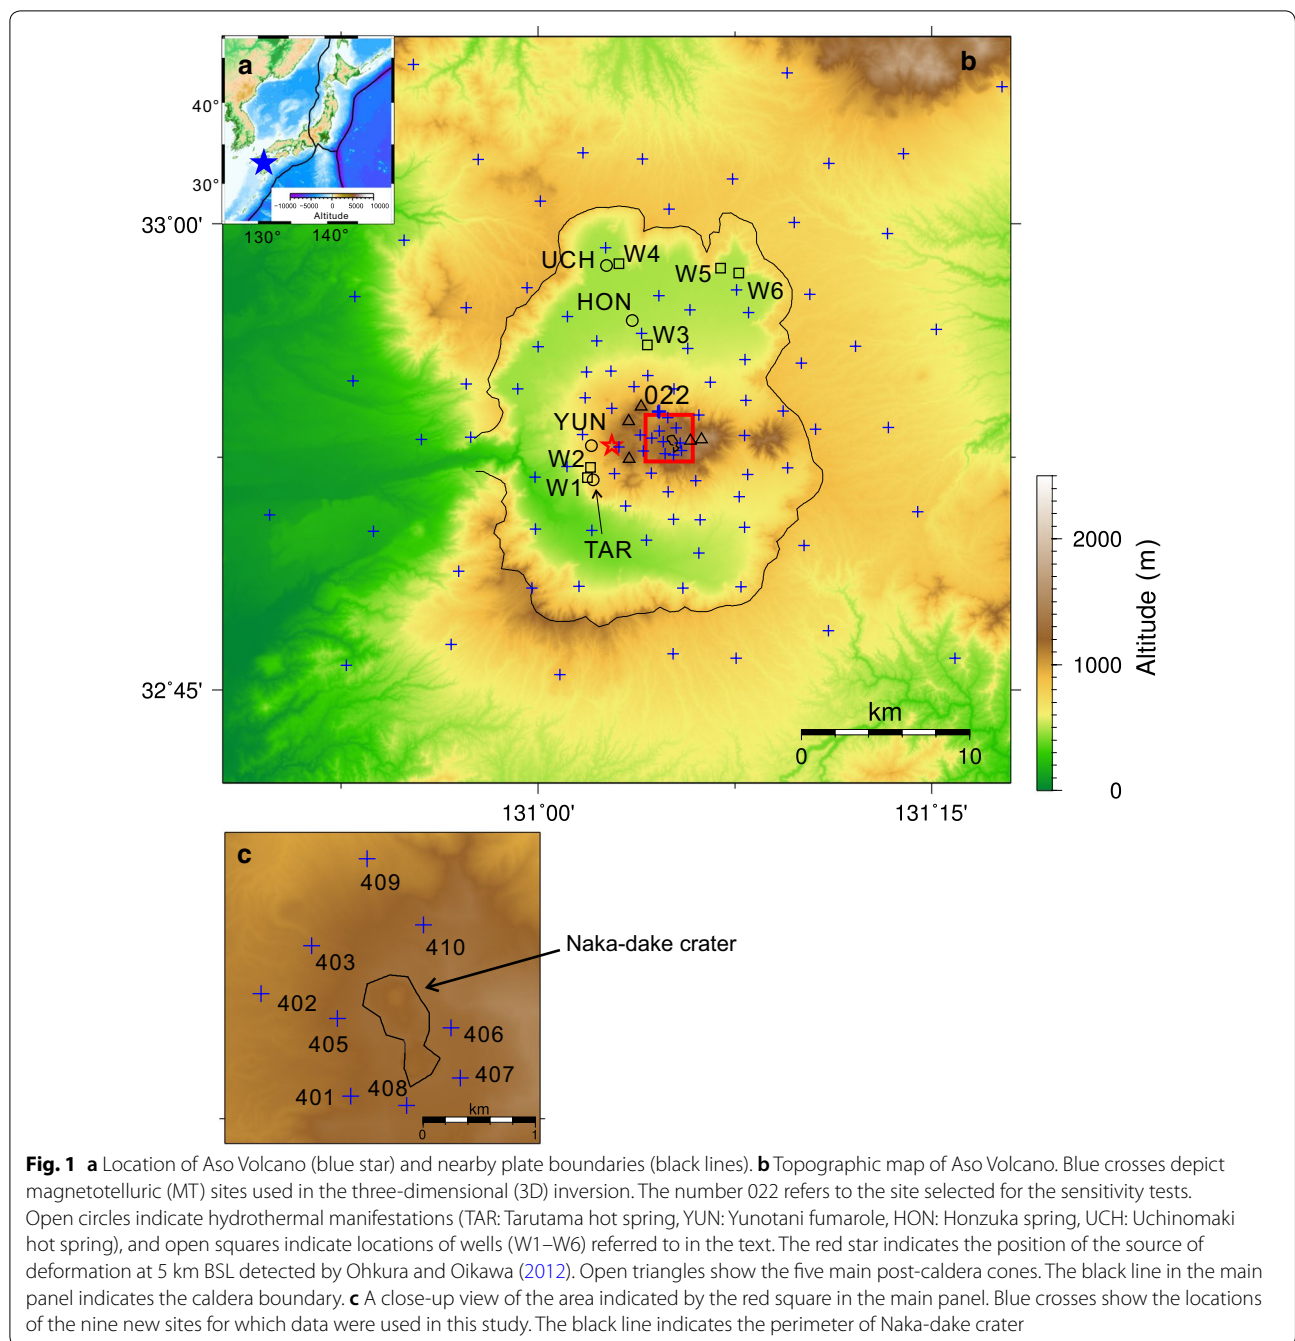 a
40°
30°
−10000 −5000 0 5000 10000
Altitude
130° 140°
b
33˚00'
32˚45'
131˚00' 131˚15'
UCH
W4
W5
W6
HON
W3
022
YUN
W2
W1
TAR
km
0 10
2000
1000
0
Altitude (m)
c
409
410
403
402
405
406
407
401
408
km
0 1
Naka-dake crater
Fig. 1 a Location of Aso Volcano (blue star) and nearby plate boundaries (black lines). b Topographic map of Aso Volcano. Blue crosses depict
magnetotelluric (MT) sites used in the three-dimensional (3D) inversion. The number 022 refers to the site selected for the sensitivity tests.
Open circles indicate hydrothermal manifestations (TAR: Tarutama hot spring, YUN: Yunotani fumarole, HON: Honzuka spring, UCH: Uchinomaki
hot spring), and open squares indicate locations of wells (W1–W6) referred to in the text. The red star indicates the position of the source of
deformation at 5 km BSL detected by Ohkura and Oikawa (2012). Open triangles show the five main post-caldera cones. The black line in the main
panel indicates the caldera boundary. c A close-up view of the area indicated by the red square in the main panel. Blue crosses show the locations
of the nine new sites for which data were used in this study. The black line indicates the perimeter of Naka-dake crater